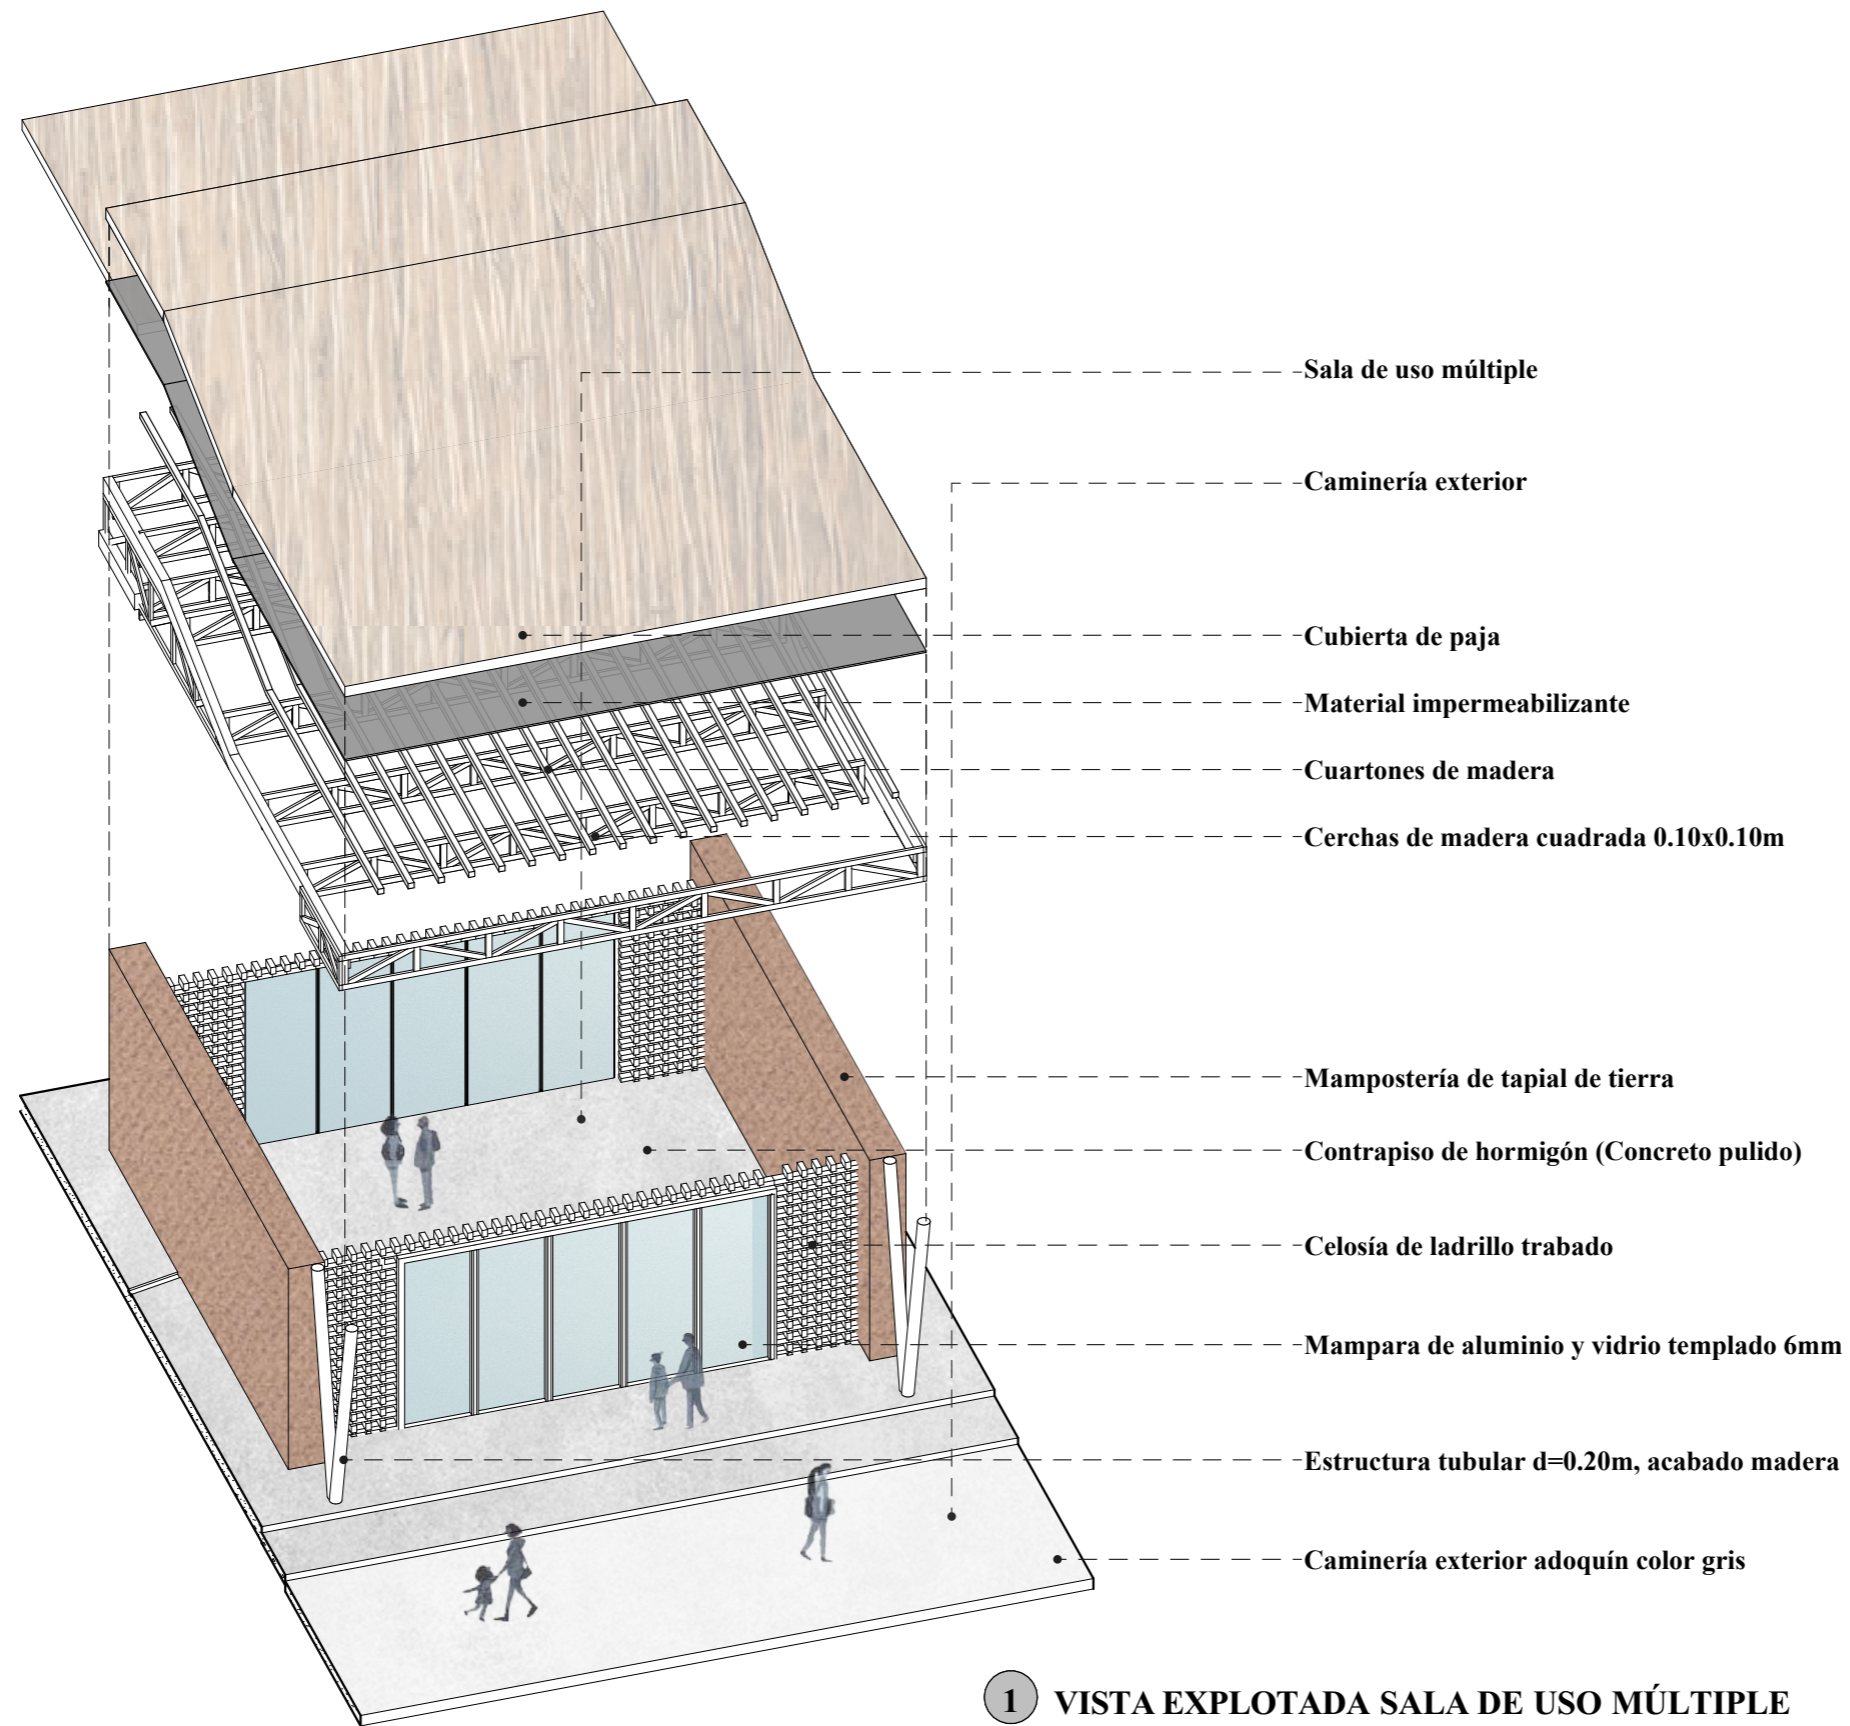 Sala de uso múltiple
Caminería exterior
Cubierta de paja
Material impermeabilizante
Cuartones de madera
Cerchas de madera cuadrada 0.10x0.10m
Mampostería de tapial de tierra
Contrapiso de hormigón (Concreto pulido)
Celosía de ladrillo trabado
Mampara de aluminio y vidrio templado 6mm
Estructura tubular d=0.20m, acabado madera
Caminería exterior adoquín color gris
1 VISTA EXPLOTADA SALA DE USO MÚLTIPLE